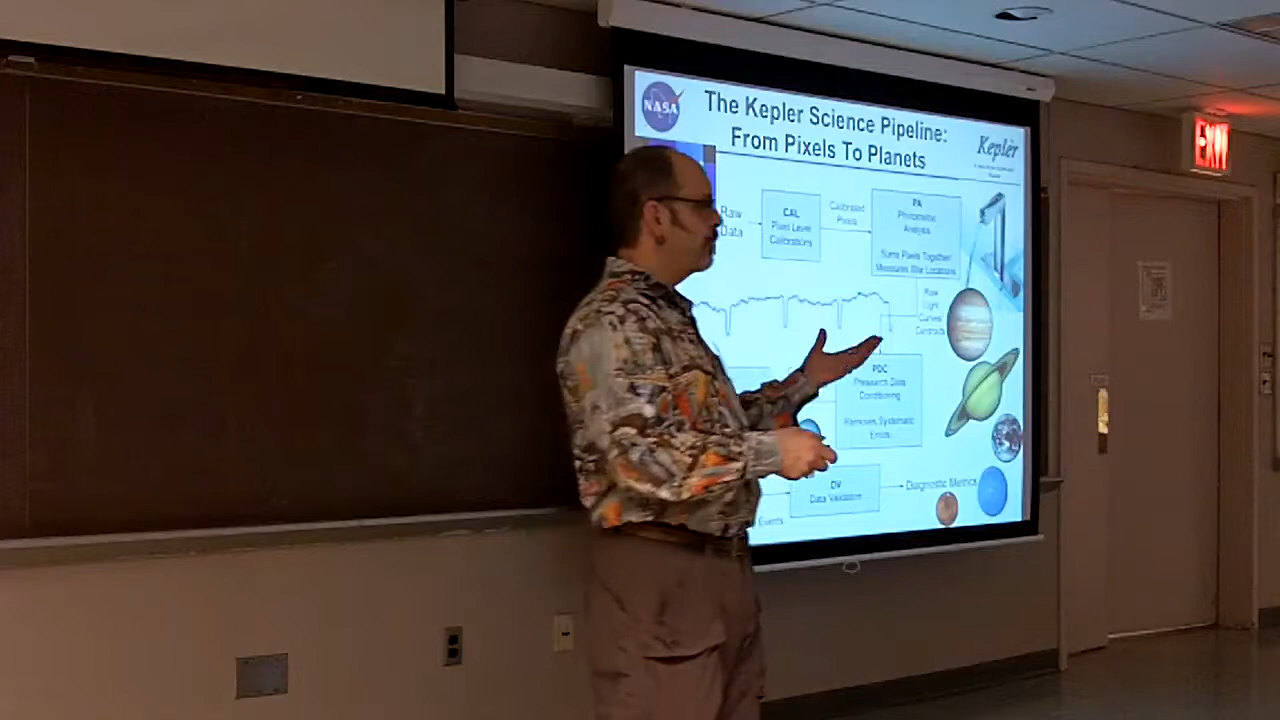 NASA
The Kepler Science Pipeline:
From Pixels To Planets
Kepler
Raw
Data
CAL
Pixel Level
Calibrations
Calibrated
Pixels
PA
Photometric
Analysis
Sums Pixels Together
Measures Star Locations
Raw
Light
Curves
Centroids
PDC
Presearch Data
Conditioning
Removes Systematic
Errors
DV
Data Validation
Diagnostic Metrics
Events
EXIT